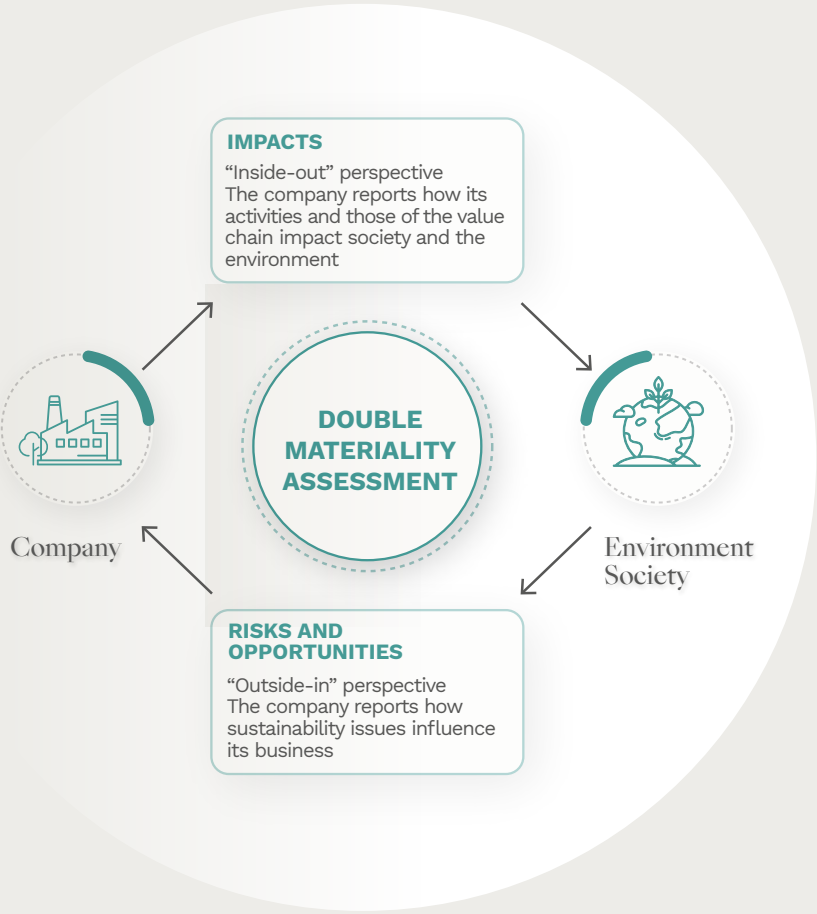 IMPACTS
“Inside-out” perspective
The company reports how its
activities and those of the value
chain impact society and the
environment
DOUBLE
MATERIALITY
ASSESSMENT
Company
Environment
Society
RISKS AND
OPPORTUNITIES
“Outside-in” perspective
The company reports how
sustainability issues influence
its business